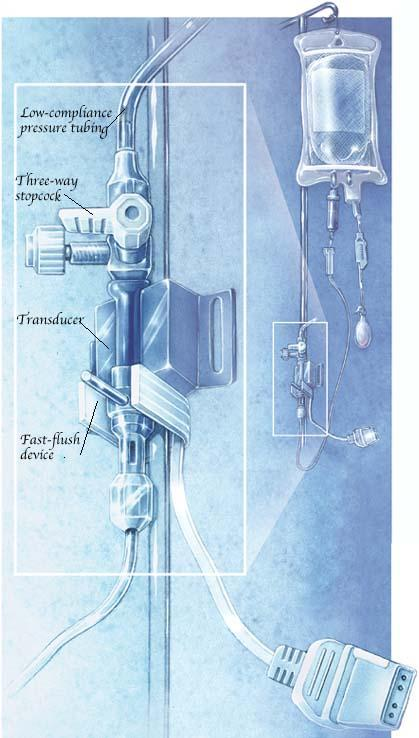 Low-compliance
pressure tubing
Three-way
stopcock
Transducer
Fast-flush
device .